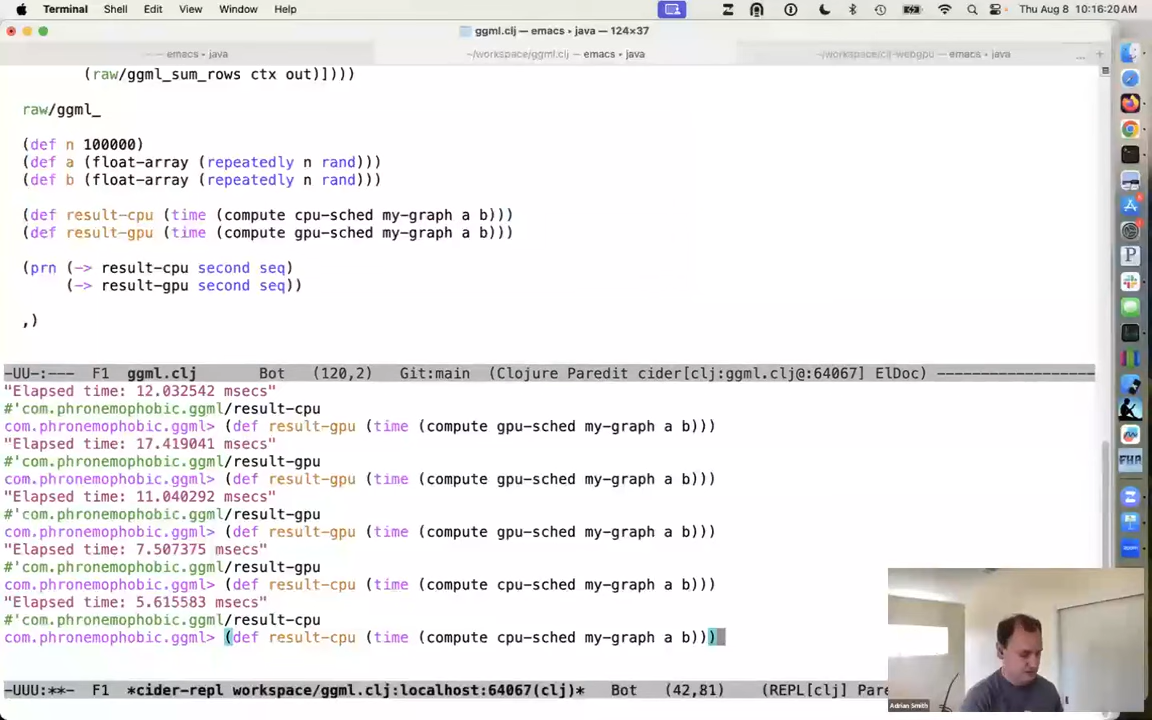 Terminal Shell Edit View Window Help Thu Aug 8 10:16:20 AM
ggml.clj — emacs ‹ java — 124×37
— emacs ‹ java ~/workspace/ggml.clj — emacs ‹ java ~/workspace/clj-webgpu — emacs ‹ java ... +
(raw/ggml_sum_rows ctx out)])))
raw/ggml_
(def n 100000)
(def a (float-array (repeatedly n rand)))
(def b (float-array (repeatedly n rand)))
(def result-cpu (time (compute cpu-sched my-graph a b)))
(def result-gpu (time (compute gpu-sched my-graph a b)))
(prn (-> result-cpu second seq)
(-> result-gpu second seq))
,)
-UU-:--- F1 ggml.clj Bot (120,2) Git:main (Clojure Paredit cider[clj:ggml.clj@:64067] ElDoc) ------------------
"Elapsed time: 12.032542 msecs"
#'com.phronemophobic.ggml/result-cpu
com.phronemophobic.ggml> (def result-gpu (time (compute gpu-sched my-graph a b)))
"Elapsed time: 17.419041 msecs"
#'com.phronemophobic.ggml/result-gpu
com.phronemophobic.ggml> (def result-gpu (time (compute gpu-sched my-graph a b)))
"Elapsed time: 11.040292 msecs"
#'com.phronemophobic.ggml/result-gpu
com.phronemophobic.ggml> (def result-gpu (time (compute gpu-sched my-graph a b)))
"Elapsed time: 7.507375 msecs"
#'com.phronemophobic.ggml/result-gpu
com.phronemophobic.ggml> (def result-cpu (time (compute cpu-sched my-graph a b)))
"Elapsed time: 5.615583 msecs"
#'com.phronemophobic.ggml/result-cpu
com.phronemophobic.ggml> (def result-cpu (time (compute cpu-sched my-graph a b)))
-UUU:**- F1 *cider-repl workspace/ggml.clj:localhost:64067(clj)* Bot (42,81) (REPL[clj] Pare
Adrian Smith